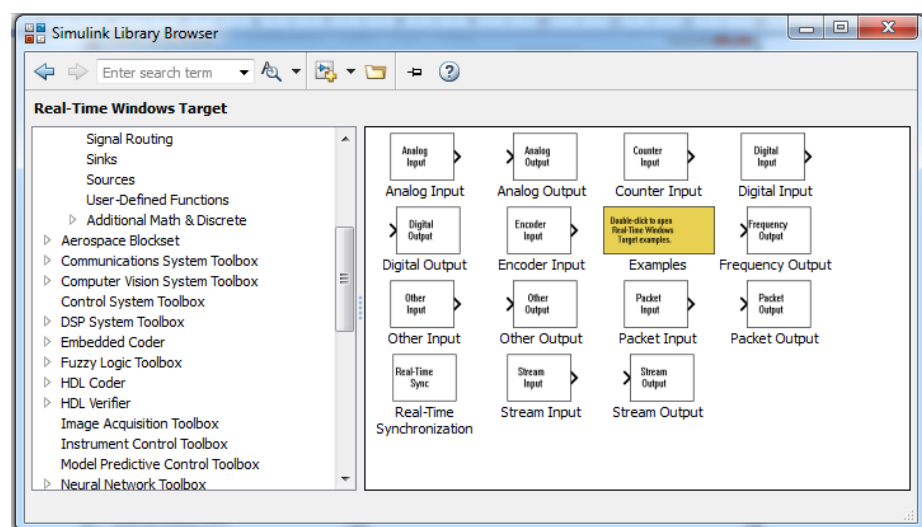 Simulink Library Browser
Enter search term
Real-Time Windows Target
Signal Routing
Sinks
Sources
User-Defined Functions
Additional Math & Discrete
Aerospace Blockset
Communications System Toolbox
Computer Vision System Toolbox
Control System Toolbox
DSP System Toolbox
Embedded Coder
Fuzzy Logic Toolbox
HDL Coder
HDL Verifier
Image Acquisition Toolbox
Instrument Control Toolbox
Model Predictive Control Toolbox
Neural Network Toolbox
Analog
Input
Analog Input
Analog
Output
Analog Output
Counter
Input
Counter Input
Digital
Input
Digital Input
Digital
Output
Digital Output
Encoder
Input
Encoder Input
Double-click to open
Real-Time Windows
Target examples.
Examples
Frequency
Output
Frequency Output
Other
Input
Other Input
Other
Output
Other Output
Packet
Input
Packet Input
Packet
Output
Packet Output
Real-Time
Sync
Real-Time
Synchronization
Stream
Input
Stream Input
Stream
Output
Stream Output